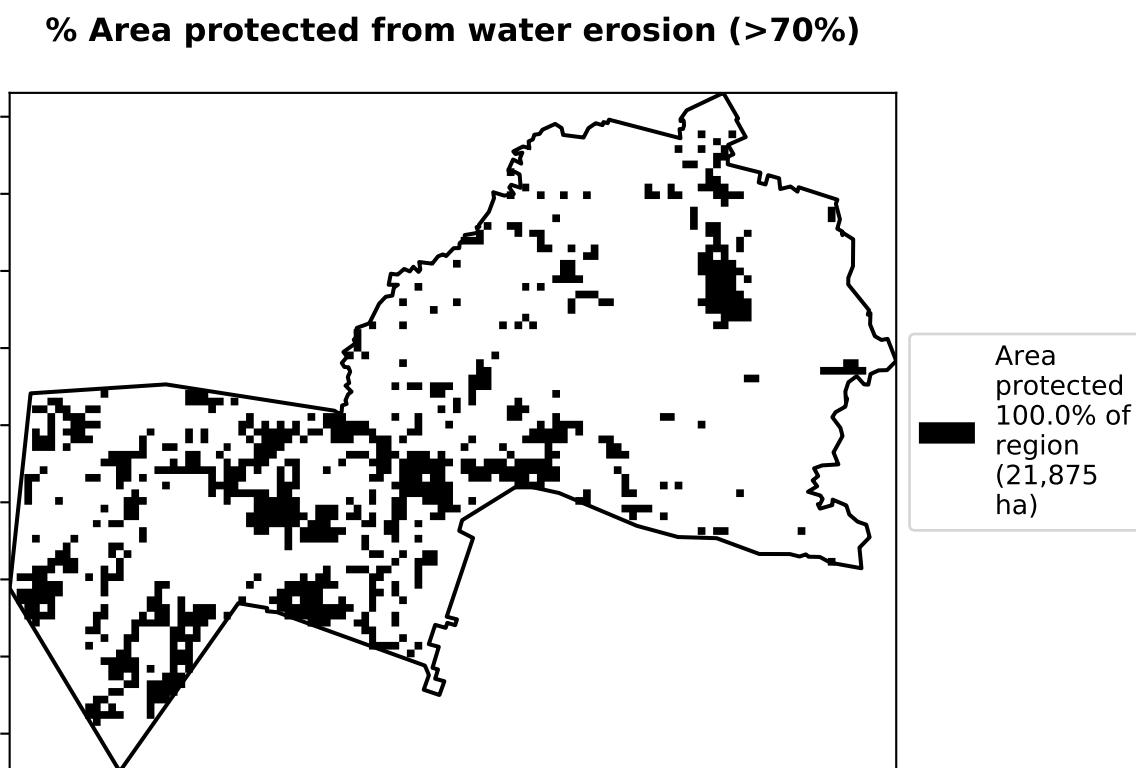 % Area protected from water erosion (>70%)
Area
protected
100.0% of
region
(21,875
ha)